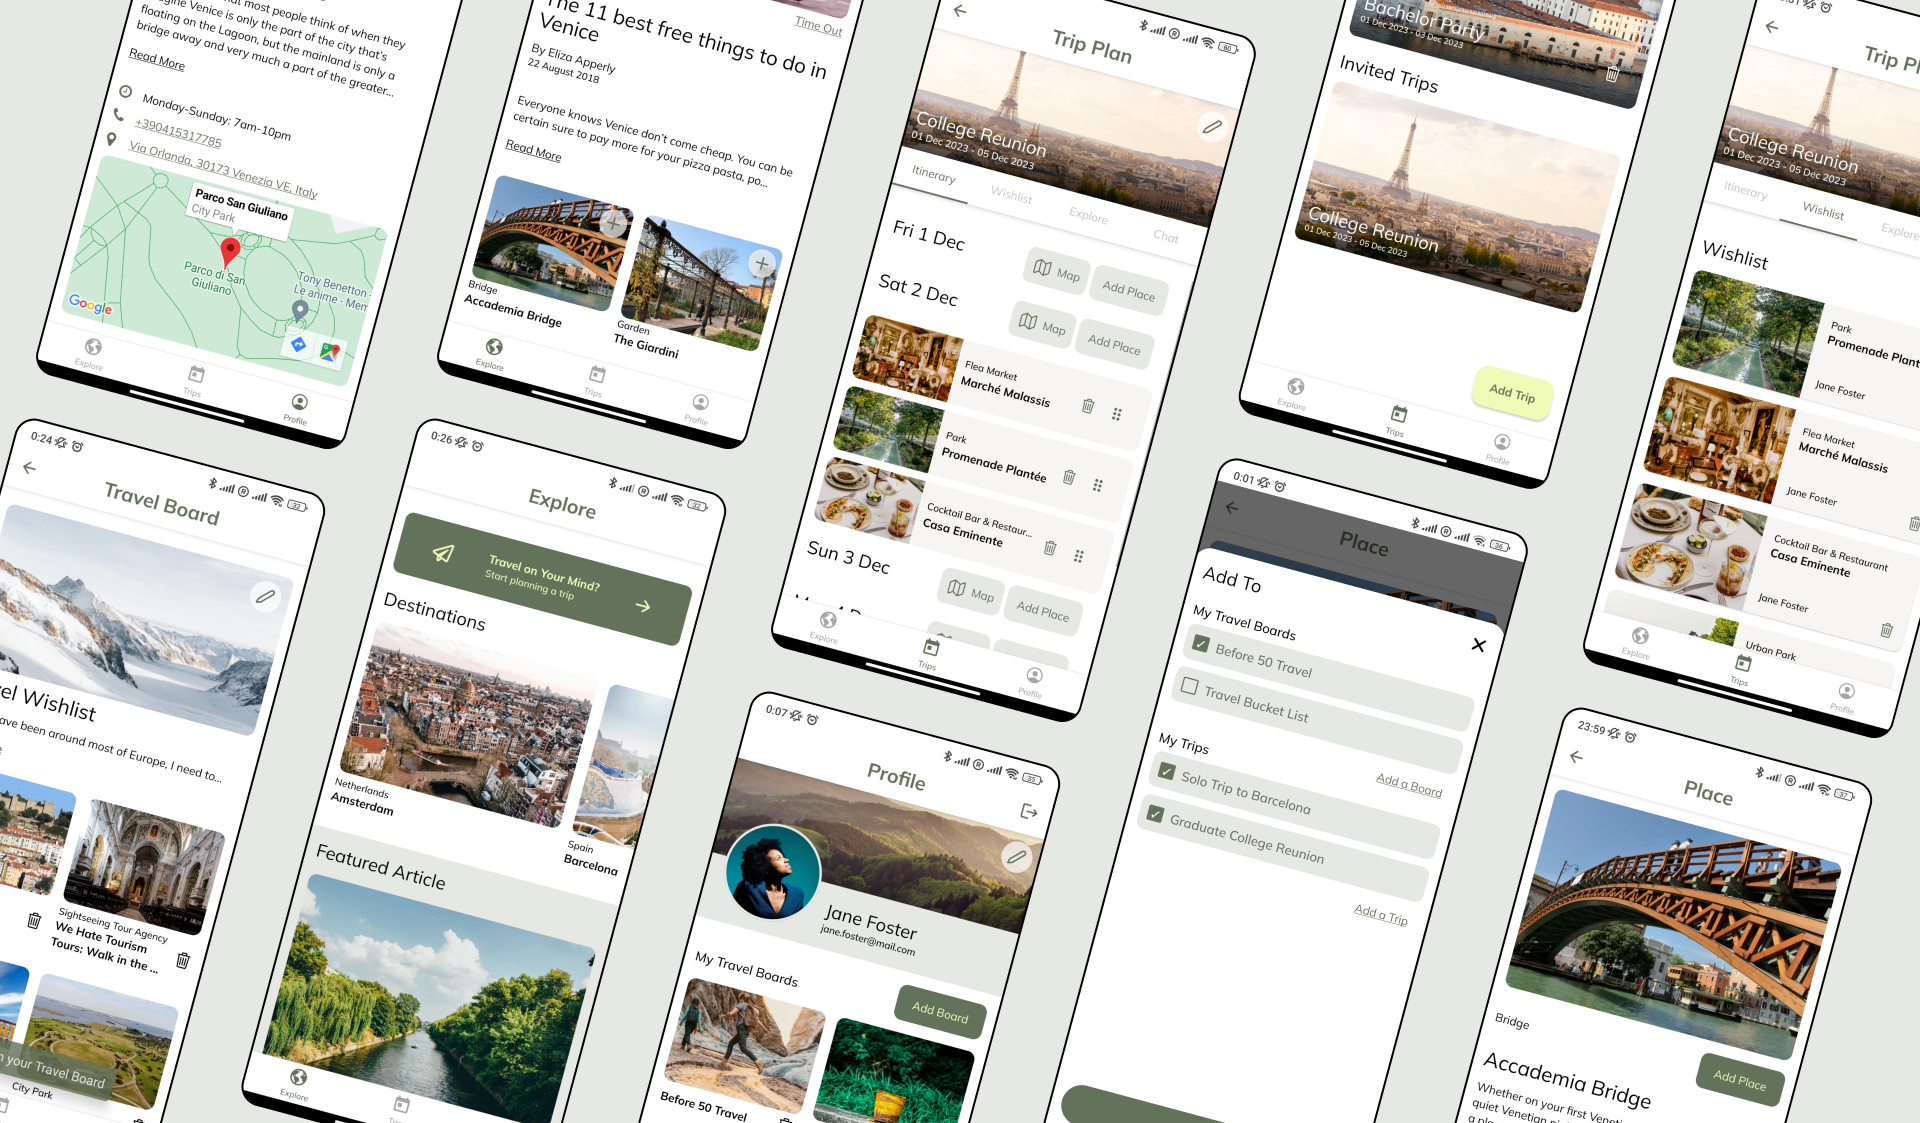 at most people think of when they
gine Venice is only the part of the city that's
floating on the Lagoon, but the mainland is only a
bridge away and very much a part of the greater...
Read More
Monday-Sunday: 7am-10pm
+390415317785
Via Orlanda, 30173 Venezia VE, Italy
Parco San Giuliano
City Park
Parco di San
Giuliano
Tony Benetton -
Le anime - Mem
Google
Explore
Trips
Profile
Time Out
The 11 best free things to do in
Venice
By Eliza Apperly
22 August 2018
Everyone knows Venice don't come cheap. You can be
certain sure to pay more for your pizza pasta, po...
Read More
Bridge
Accademia Bridge
Garden
The Giardini
Explore
Trips
Profile
60
Trip Plan
College Reunion
01 Dec 2023 - 05 Dec 2023
Itinerary
Wishlist
Explore
Chat
Fri 1 Dec
Map
Add Place
Sat 2 Dec
Map
Add Place
Flea Market
Marché Malassis
Park
Promenade Plantée
Cocktail Bar & Restaur...
Casa Eminente
Sun 3 Dec
Map
Add Place
Explore
Trips
Profile
Bachelor Party
01 Dec 2023 - 03 Dec 2023
Invited Trips
College Reunion
01 Dec 2023 - 05 Dec 2023
Add Trip
Explore
Trips
Profile
Trip Pl
College Reunion
01 Dec 2023 - 05 Dec 2023
Itinerary
Wishlist
Explore
Wishlist
Park
Promenade Plant
Jane Foster
Flea Market
Marché Malassis
Jane Foster
Cocktail Bar & Restaurant
Casa Eminente
Jane Foster
Urban Park
Explore
Trips
Profile
0:24
32
Travel Board
el Wishlist
ave been around most of Europe, I need to...
Sightseeing Tour Agency
We Hate Tourism
Tours: Walk in the ...
n your Travel Board
City Park
0:26
32
Explore
Travel on Your Mind?
Start planning a trip
Destinations
Netherlands
Amsterdam
Spain
Barcelona
Featured Article
Explore
0:07
35
Profile
Jane Foster
jane.foster@mail.com
My Travel Boards
Add Board
Before 50 Travel
0:01
36
Place
Add To
My Travel Boards
Before 50 Travel
Travel Bucket List
Add a Board
My Trips
Solo Trip to Barcelona
Graduate College Reunion
Add a Trip
23:59
37
Place
Bridge
Accademia Bridge
Add Place
Whether on your first Veneti
quiet Venetian